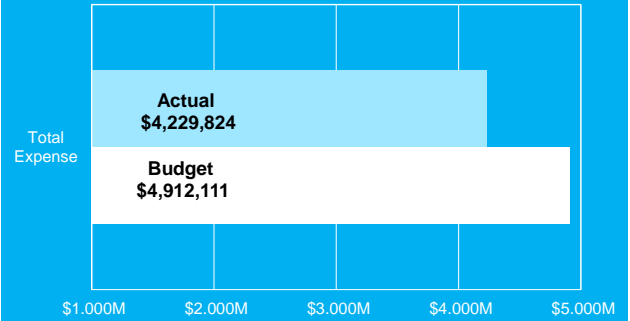 Actual
$4,229,824
Total
Expense
Budget
$4,912,111
$1.000M $2.000M $3.000M $4.000M $5.000M